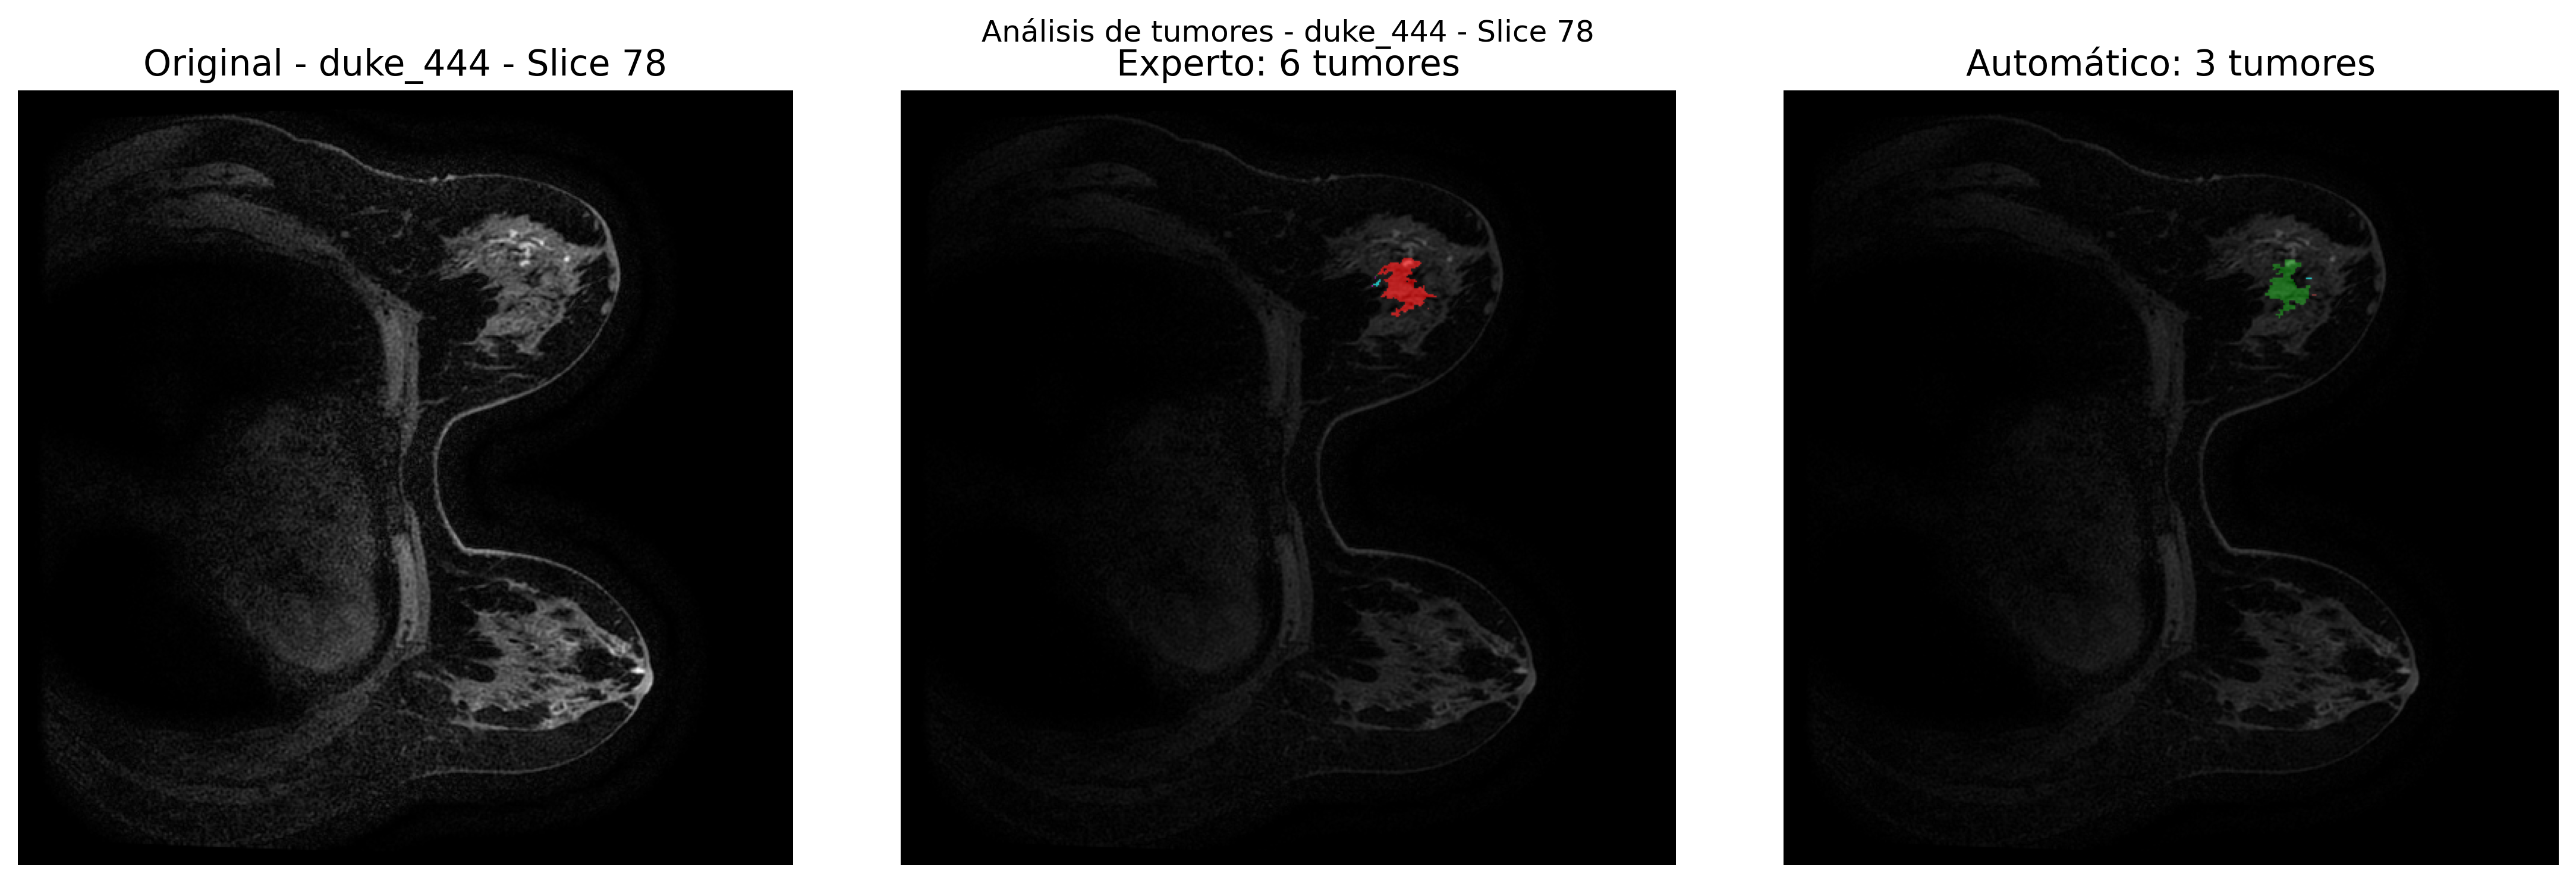 Análisis de tumores - duke_444 - Slice 78
Original - duke_444 - Slice 78
Experto: 6 tumores
Automático: 3 tumores